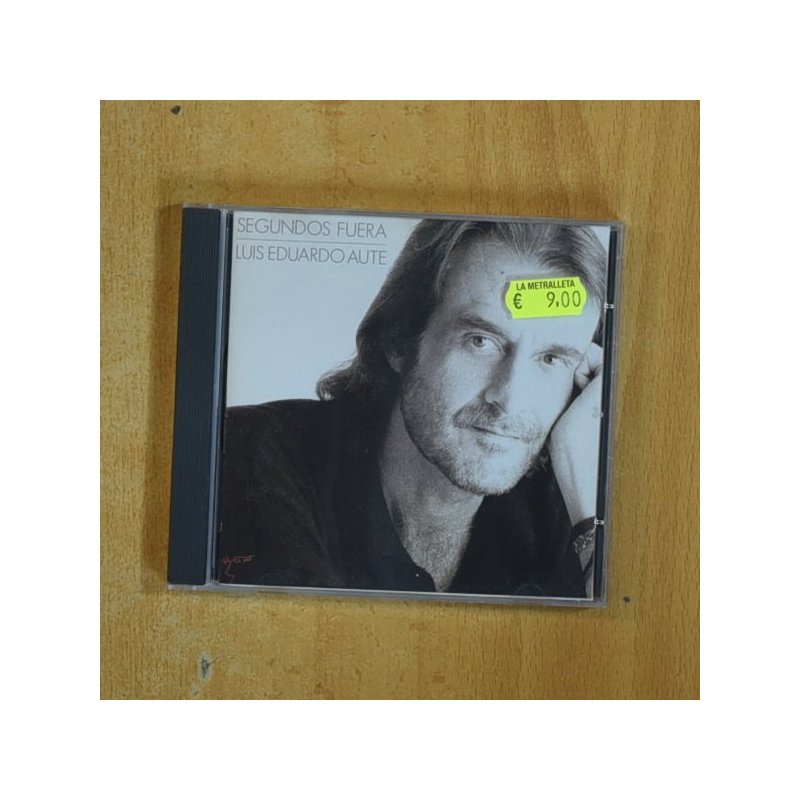 SEGUNDOS FUERA
LUIS EDUARDO AUTE
LA METRALLETA
€ 9,00